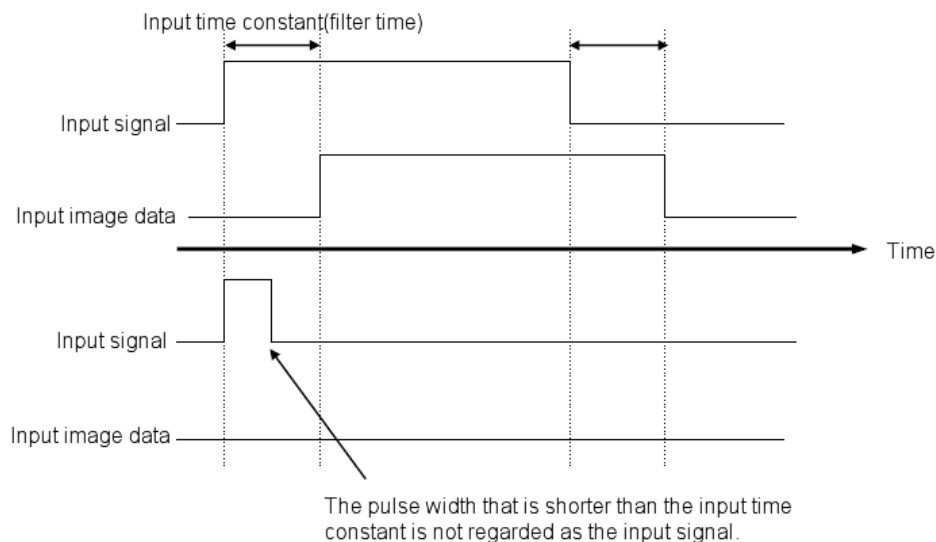 Input time constant(filter time)
Input signal
Input image data
Time
Input signal
Input image data
The pulse width that is shorter than the input time
constant is not regarded as the input signal.